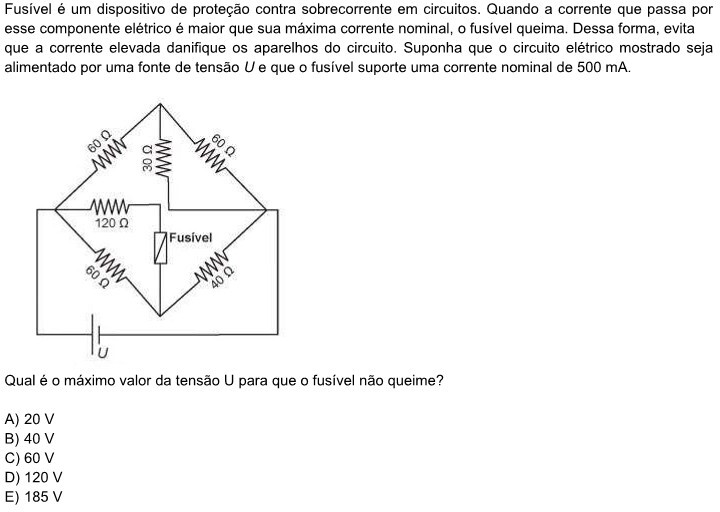 Fusível é um dispositivo de proteção contra sobrecorrente em circuitos. Quando a corrente que passa por
esse componente elétrico é maior que sua máxima corrente nominal, o fusível queima. Dessa forma, evita
que a corrente elevada danifique os aparelhos do circuito. Suponha que o circuito elétrico mostrado seja
alimentado por uma fonte de tensão U e que o fusível suporte uma corrente nominal de 500 mA.
60 Ω
30 Ω
60 Ω
120 Ω
Fusível
60 Ω
40 Ω
U
Qual é o máximo valor da tensão U para que o fusível não queime?
A) 20 V
B) 40 V
C) 60 V
D) 120 V
E) 185 V